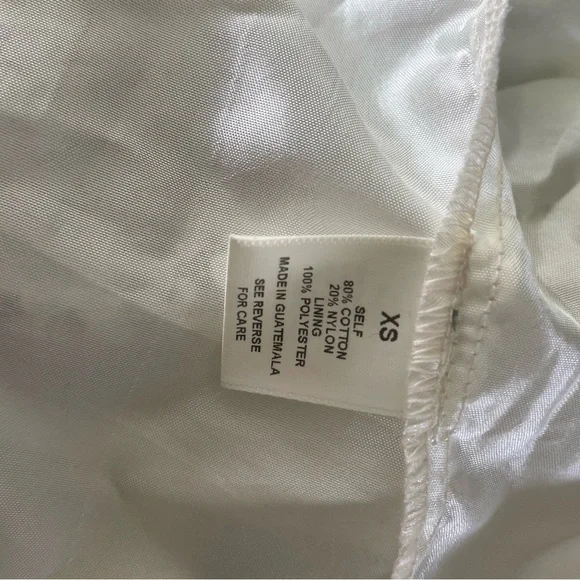 XS
SELF
80% COTTON
20% NYLON
LINING
100% POLYESTER
MADE IN GUATEMALA
SEE REVERSE
FOR CARE